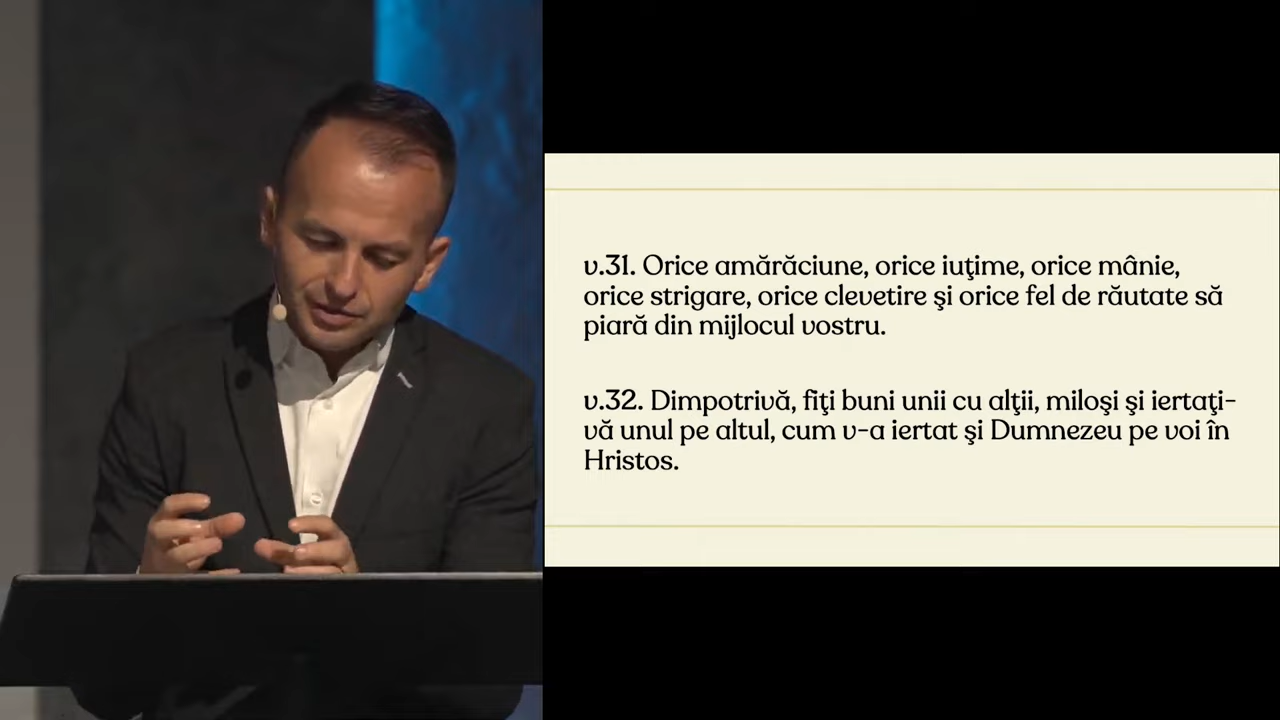 v.31. Orice amărăciune, orice iuţime, orice mânie,
orice strigare, orice clevetire şi orice fel de răutate să
piară din mijlocul vostru.
v.32. Dimpotrivă, fiţi buni unii cu alţii, miloşi şi iertaţi-
vă unul pe altul, cum v-a iertat şi Dumnezeu pe voi în
Hristos.